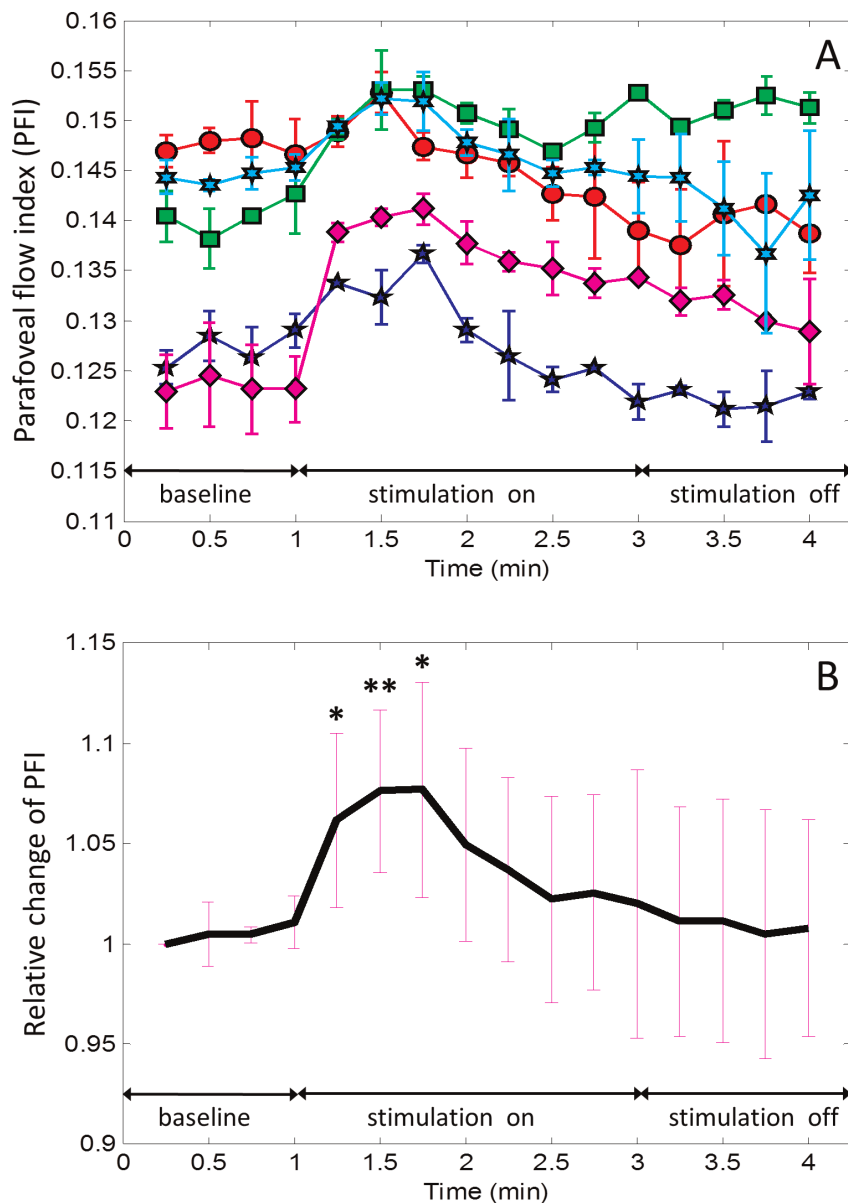 A
Parafoveal flow index (PFI)
0.16
0.155
0.15
0.145
0.14
0.135
0.13
0.125
0.12
0.115
0.11
baseline
stimulation on
stimulation off
0 0.5 1 1.5 2 2.5 3 3.5 4
Time (min)
B
Relative change of PFI
1.15
1.1
1.05
1
0.95
0.9
* ** *
baseline
stimulation on
stimulation off
0 0.5 1 1.5 2 2.5 3 3.5 4
Time (min)